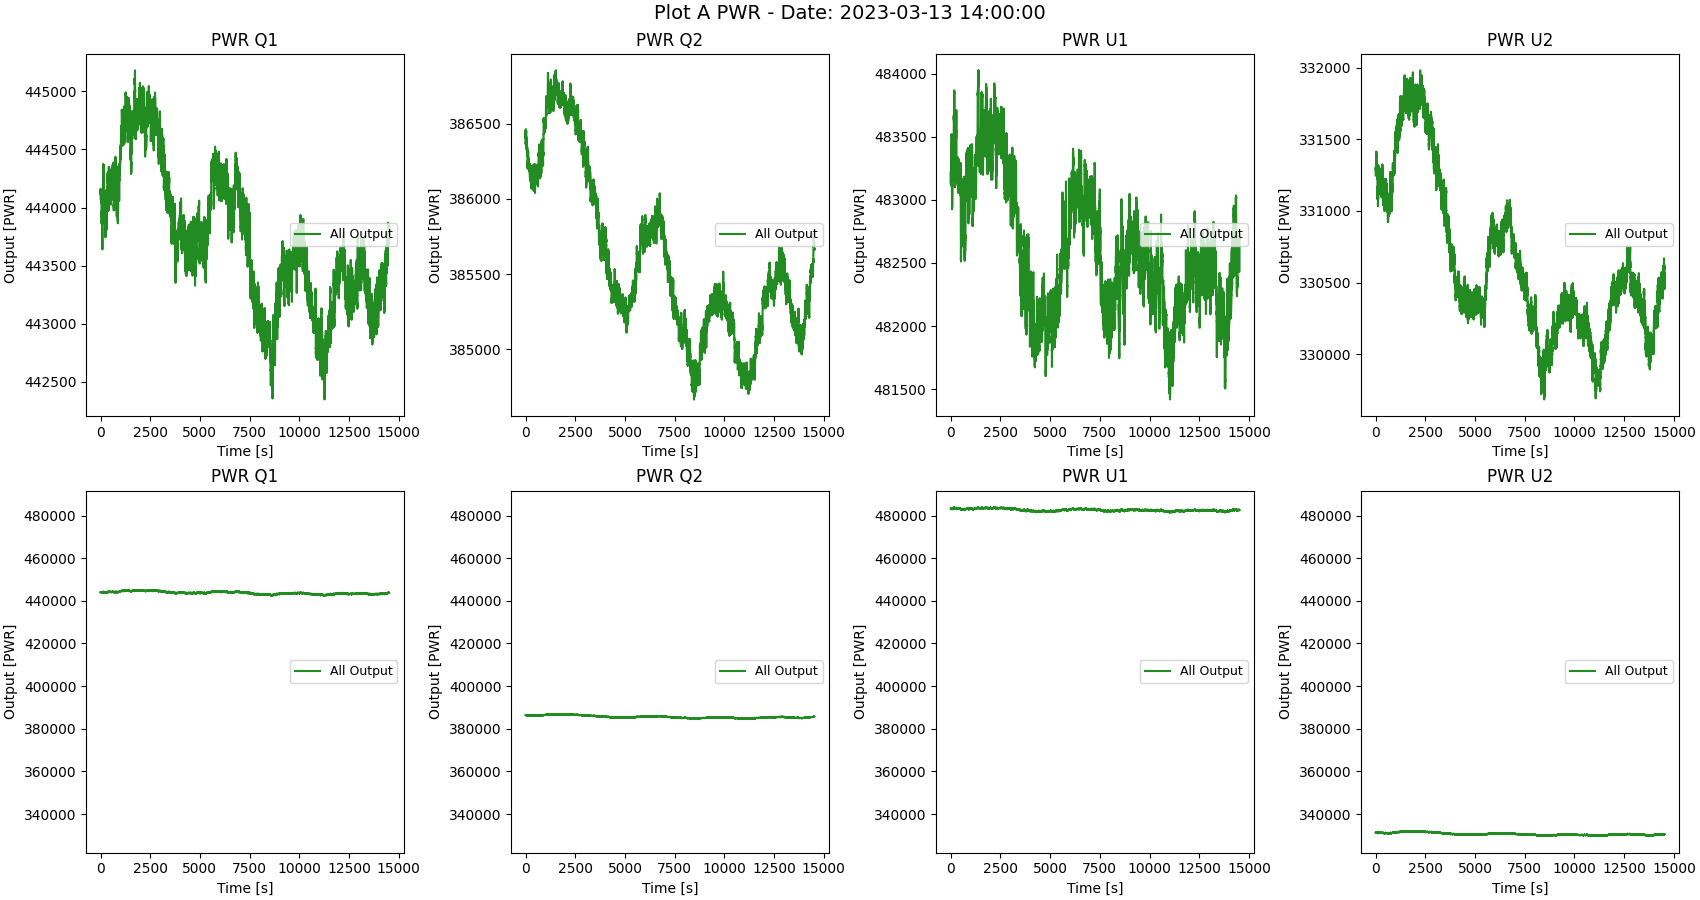 Plot A PWR - Date: 2023-03-13 14:00:00
PWR Q1
PWR Q2
PWR U1
PWR U2
Output [PWR]
445000
444500
444000
443500
443000
442500
All Output
0 2500 5000 7500 10000 12500 15000
Time [s]
Output [PWR]
386500
386000
385500
385000
All Output
0 2500 5000 7500 10000 12500 15000
Time [s]
Output [PWR]
484000
483500
483000
482500
482000
481500
All Output
0 2500 5000 7500 10000 12500 15000
Time [s]
Output [PWR]
332000
331500
331000
330500
330000
All Output
0 2500 5000 7500 10000 12500 15000
Time [s]
PWR Q1
PWR Q2
PWR U1
PWR U2
Output [PWR]
480000
460000
440000
420000
400000
380000
360000
340000
All Output
0 2500 5000 7500 10000 12500 15000
Time [s]
Output [PWR]
480000
460000
440000
420000
400000
380000
360000
340000
All Output
0 2500 5000 7500 10000 12500 15000
Time [s]
Output [PWR]
480000
460000
440000
420000
400000
380000
360000
340000
All Output
0 2500 5000 7500 10000 12500 15000
Time [s]
Output [PWR]
480000
460000
440000
420000
400000
380000
360000
340000
All Output
0 2500 5000 7500 10000 12500 15000
Time [s]